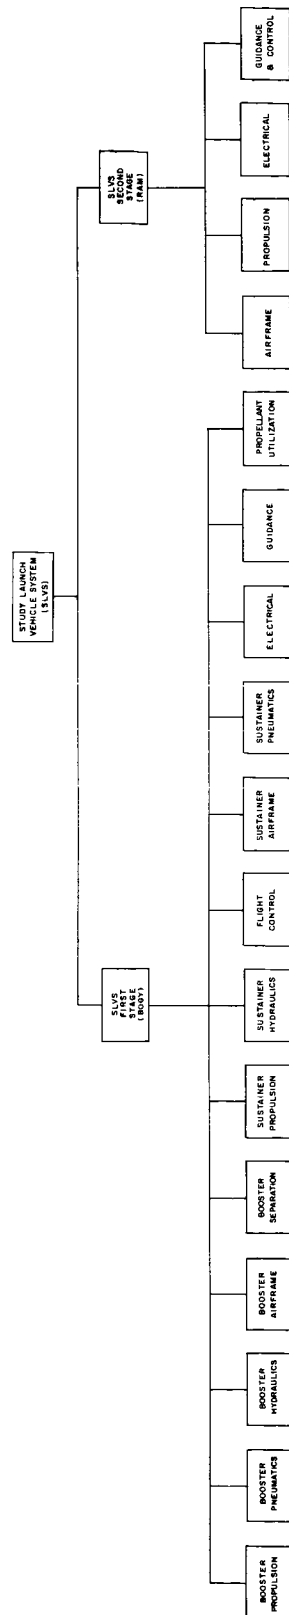 STUDY LAUNCH
VEHICLE SYSTEM
(SLVS)
SLVS
FIRST
STAGE
(BODY)
SLVS
SECOND
STAGE
(RAM)
BOOSTER
PROPULSION
BOOSTER
PNEUMATICS
BOOSTER
HYDRAULICS
BOOSTER
AIRFRAME
BOOSTER
SEPARATION
SUSTAINER
PROPULSION
SUSTAINER
HYDRAULICS
FLIGHT
CONTROL
SUSTAINER
AIRFRAME
SUSTAINER
PNEUMATICS
ELECTRICAL
GUIDANCE
PROPELLANT
UTILIZATION
AIRFRAME
PROPULSION
ELECTRICAL
GUIDANCE
& CONTROL